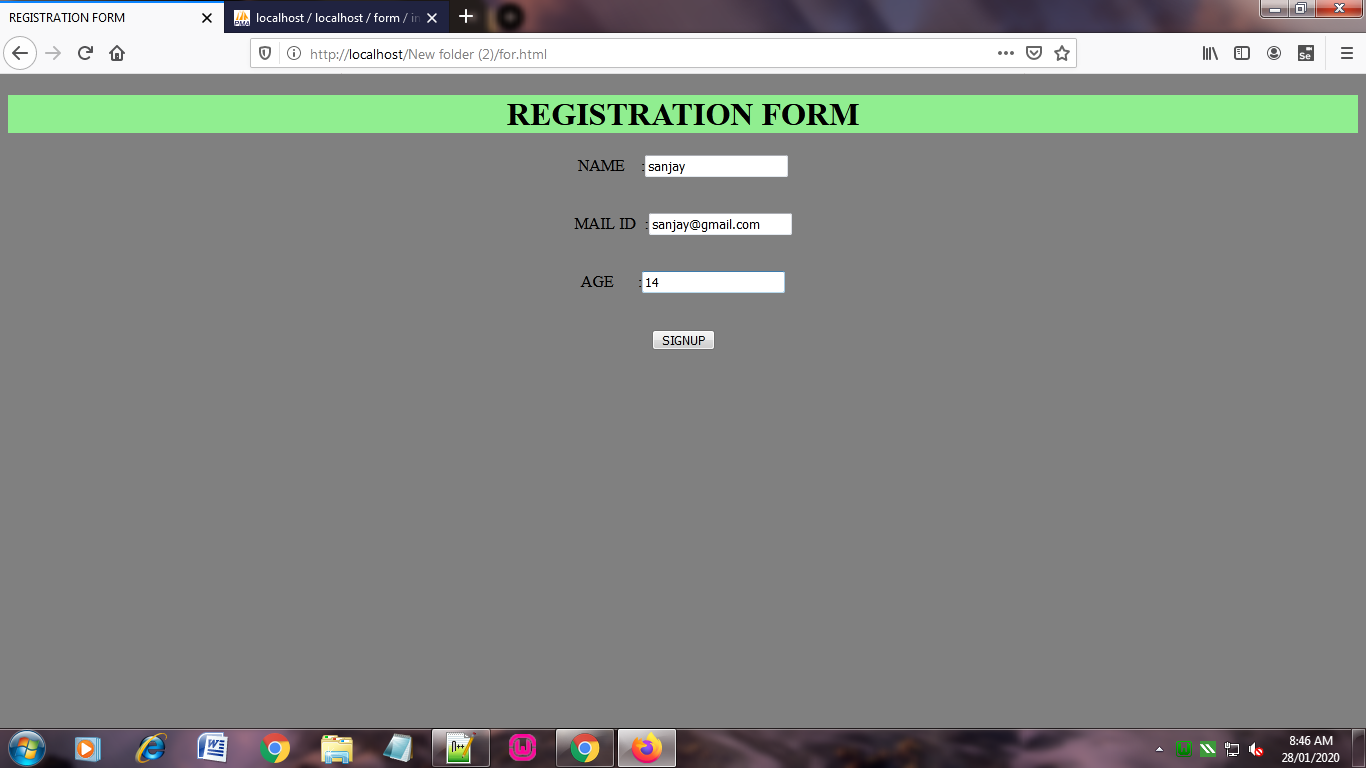 REGISTRATION FORM
localhost / localhost / form / in
http://localhost/New folder (2)/for.html
Se
REGISTRATION FORM
NAME :sanjay
MAIL ID :sanjay@gmail.com
AGE :14
SIGNUP
8:46 AM
28/01/2020